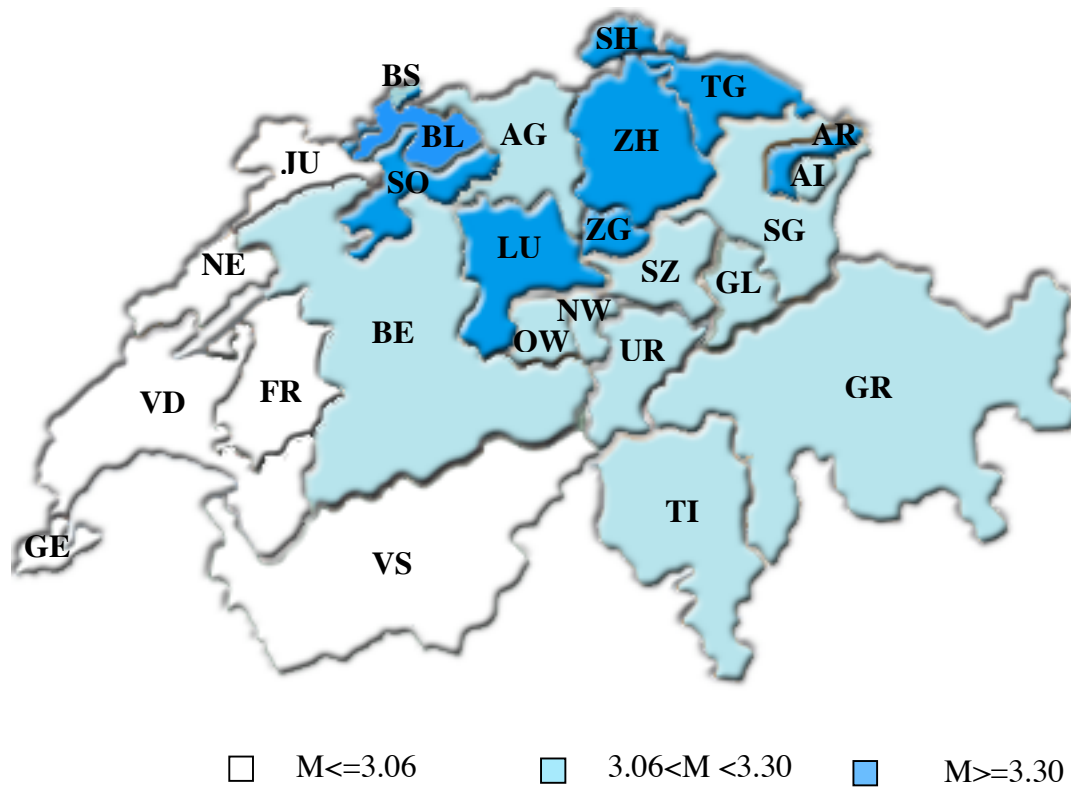 SH
BS
TG
BL
AG
ZH
AR
JU
SO
AI
ZG
SG
LU
NE
SZ
GL
NW
BE
OW
UR
GR
FR
VD
TI
GE
VS
M<=3.06
3.06<M <3.30
M>=3.30